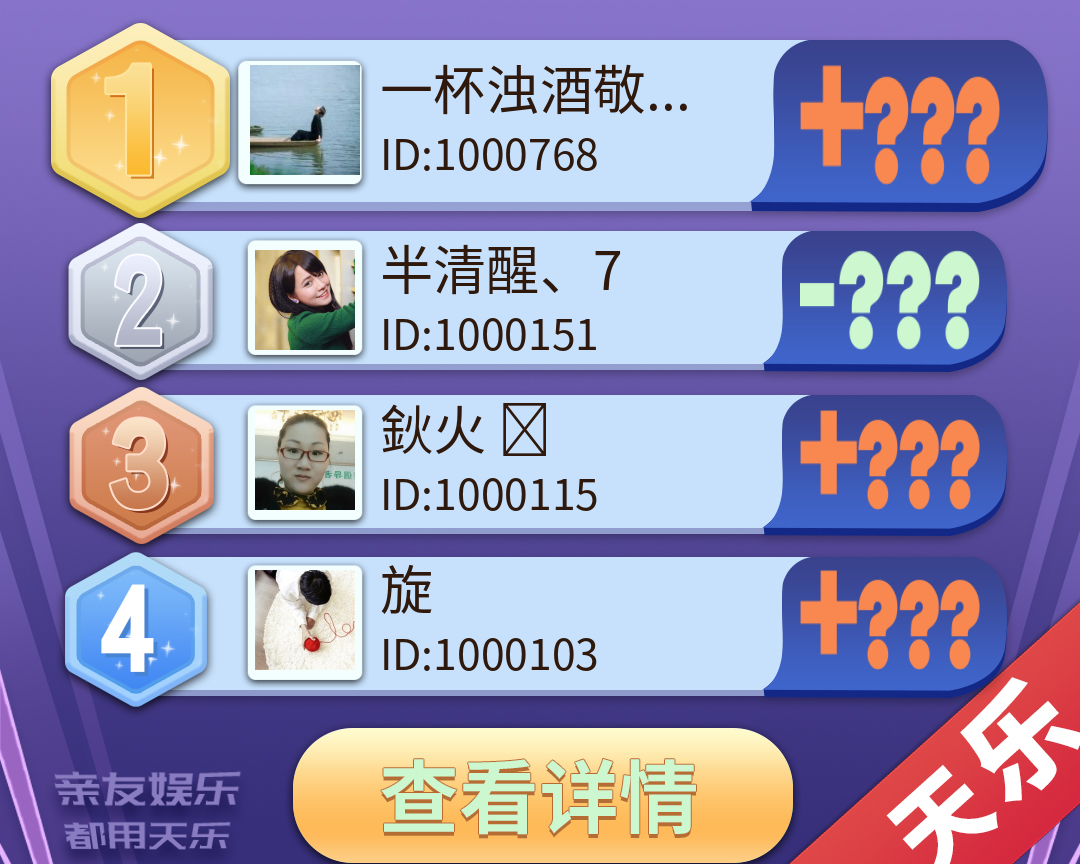 1
一杯浊酒敬...
ID:1000768
+???
2
半清醒、7
ID:1000151
-???
3
鈥火
ID:1000115
+???
4
旋
ID:1000103
+???
查看详情
亲友娱乐
都用天乐
天乐